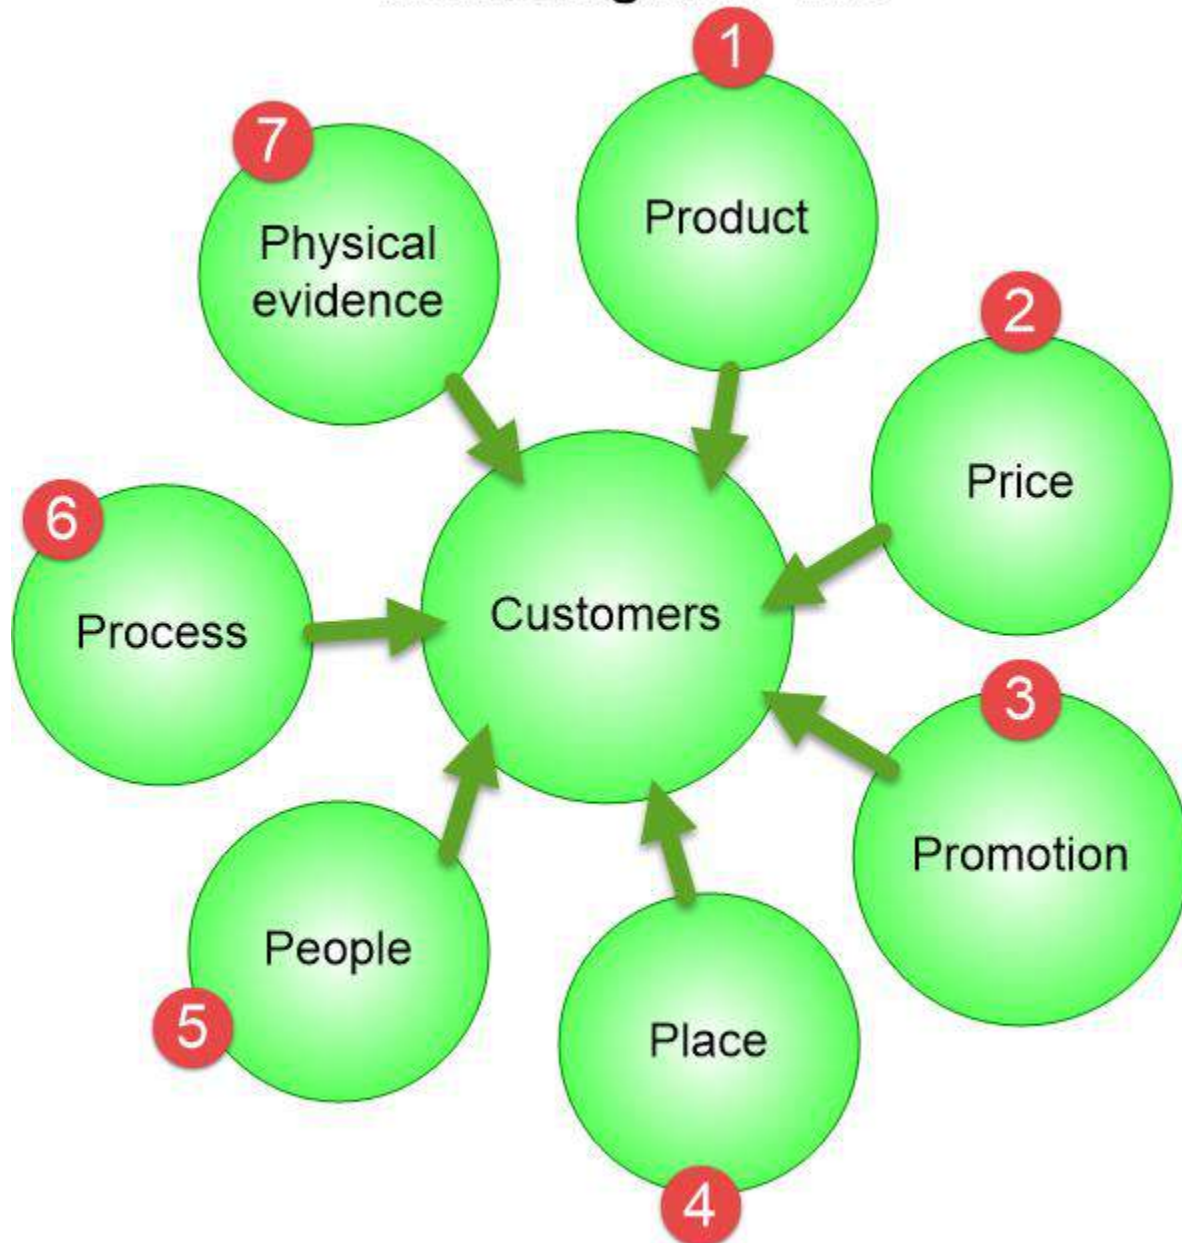 1
Product
7
Physical
evidence
2
Price
6
Process
Customers
3
Promotion
5
People
Place
4